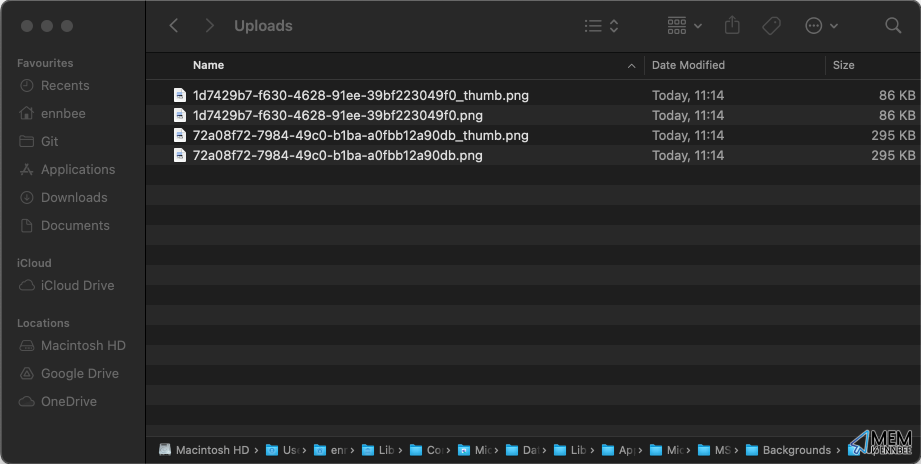 Uploads
Favourites
Recents
ennbee
Git
Applications
Downloads
Documents
iCloud
iCloud Drive
Locations
Macintosh HD
Google Drive
OneDrive
Name Date Modified Size
1d7429b7-f630-4628-91ee-39bf223049f0_thumb.png Today, 11:14 86 KB
1d7429b7-f630-4628-91ee-39bf223049f0.png Today, 11:14 86 KB
72a08f72-7984-49c0-b1ba-a0fbb12a90db_thumb.png Today, 11:14 295 KB
72a08f72-7984-49c0-b1ba-a0fbb12a90db.png Today, 11:14 295 KB
Macintosh HD › Use › enn › Lib › Co › Mic › Dat › Lib › App › Mic › MS › Backgrounds ›
MEM
ENNBEE